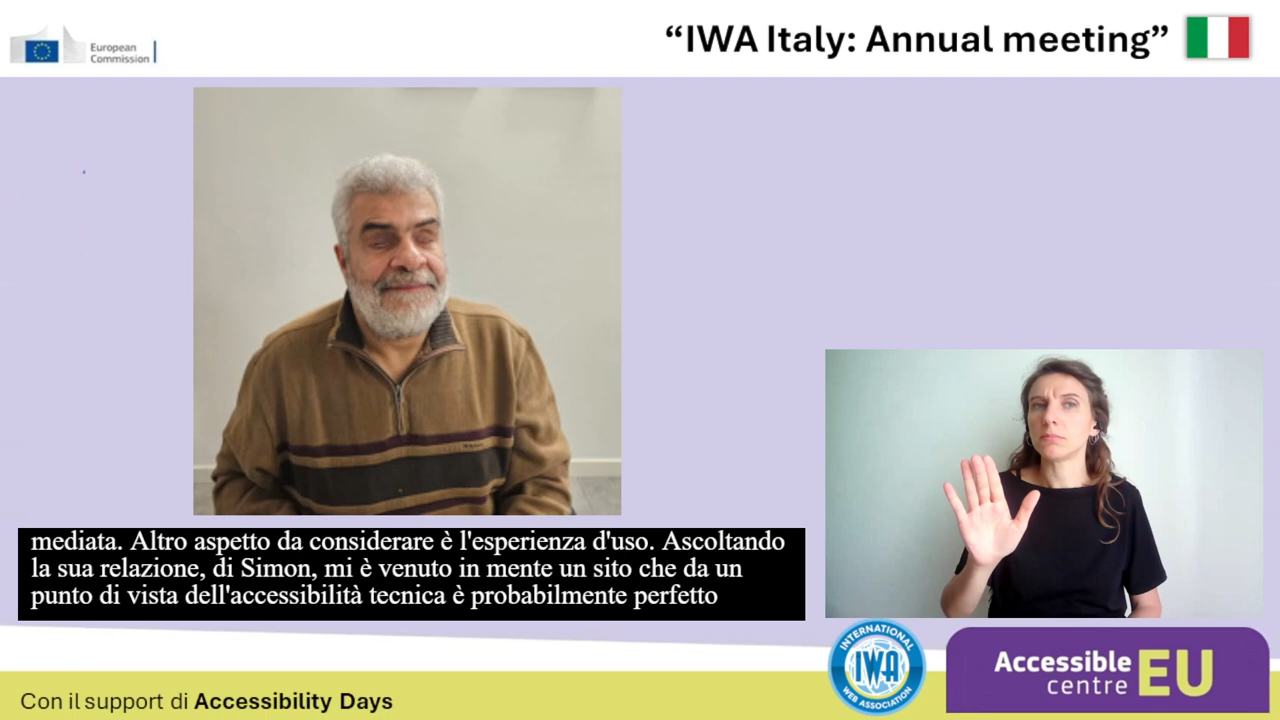 European
Commission
“IWA Italy: Annual meeting”
mediata. Altro aspetto da considerare è l'esperienza d'uso. Ascoltando
la sua relazione, di Simon, mi è venuto in mente un sito che da un
punto di vista dell'accessibilità tecnica è probabilmente perfetto
INTERNATIONAL
IWA
WEB ASSOCIATION
Accessible
centre
EU
Con il support di Accessibility Days